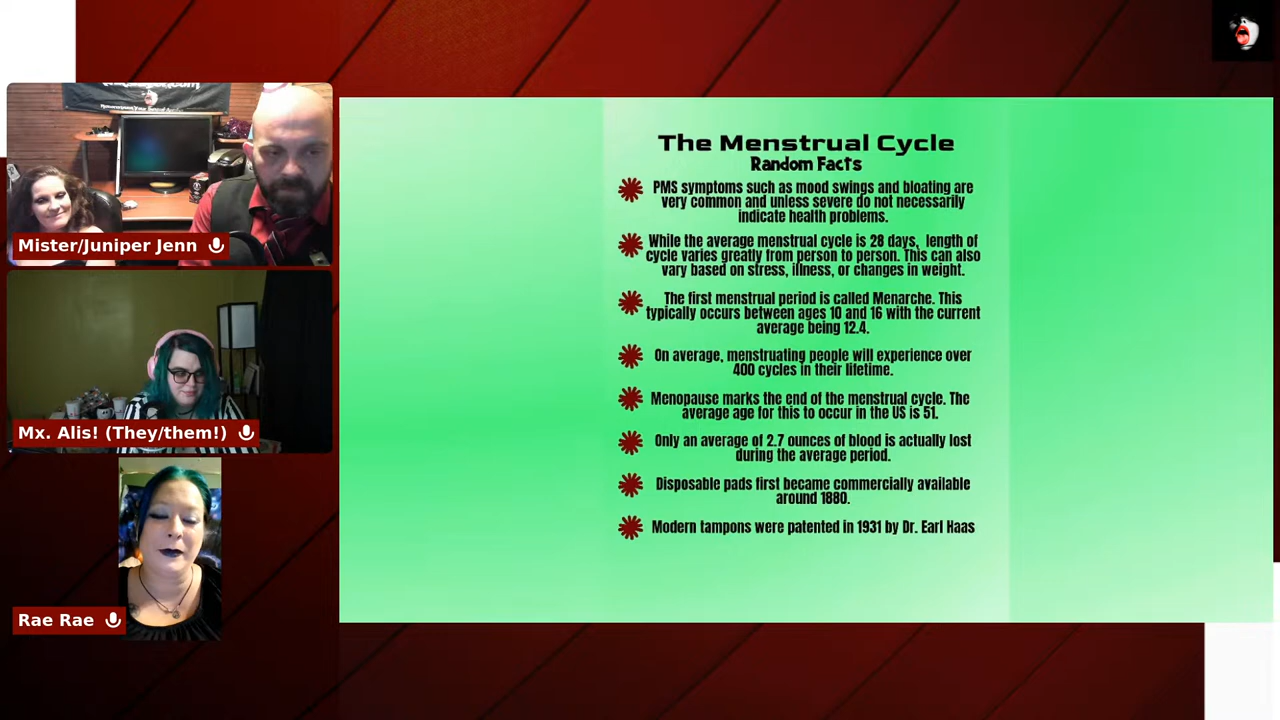 Mister/Juniper Jenn
Mx. Alis! (They/them!)
Rae Rae
The Menstrual Cycle
Random Facts
PMS symptoms such as mood swings and bloating are
very common and unless severe do not necessarily
indicate health problems.
While the average menstrual cycle is 28 days, length of
cycle varies greatly from person to person. This can also
vary based on stress, illness, or changes in weight.
The first menstrual period is called Menarche. This
typically occurs between ages 10 and 16 with the current
average being 12.4.
On average, menstruating people will experience over
400 cycles in their lifetime.
Menopause marks the end of the menstrual cycle. The
average age for this to occur in the US is 51.
Only an average of 2.7 ounces of blood is actually lost
during the average period.
Disposable pads first became commercially available
around 1880.
Modern tampons were patented in 1931 by Dr. Earl Haas